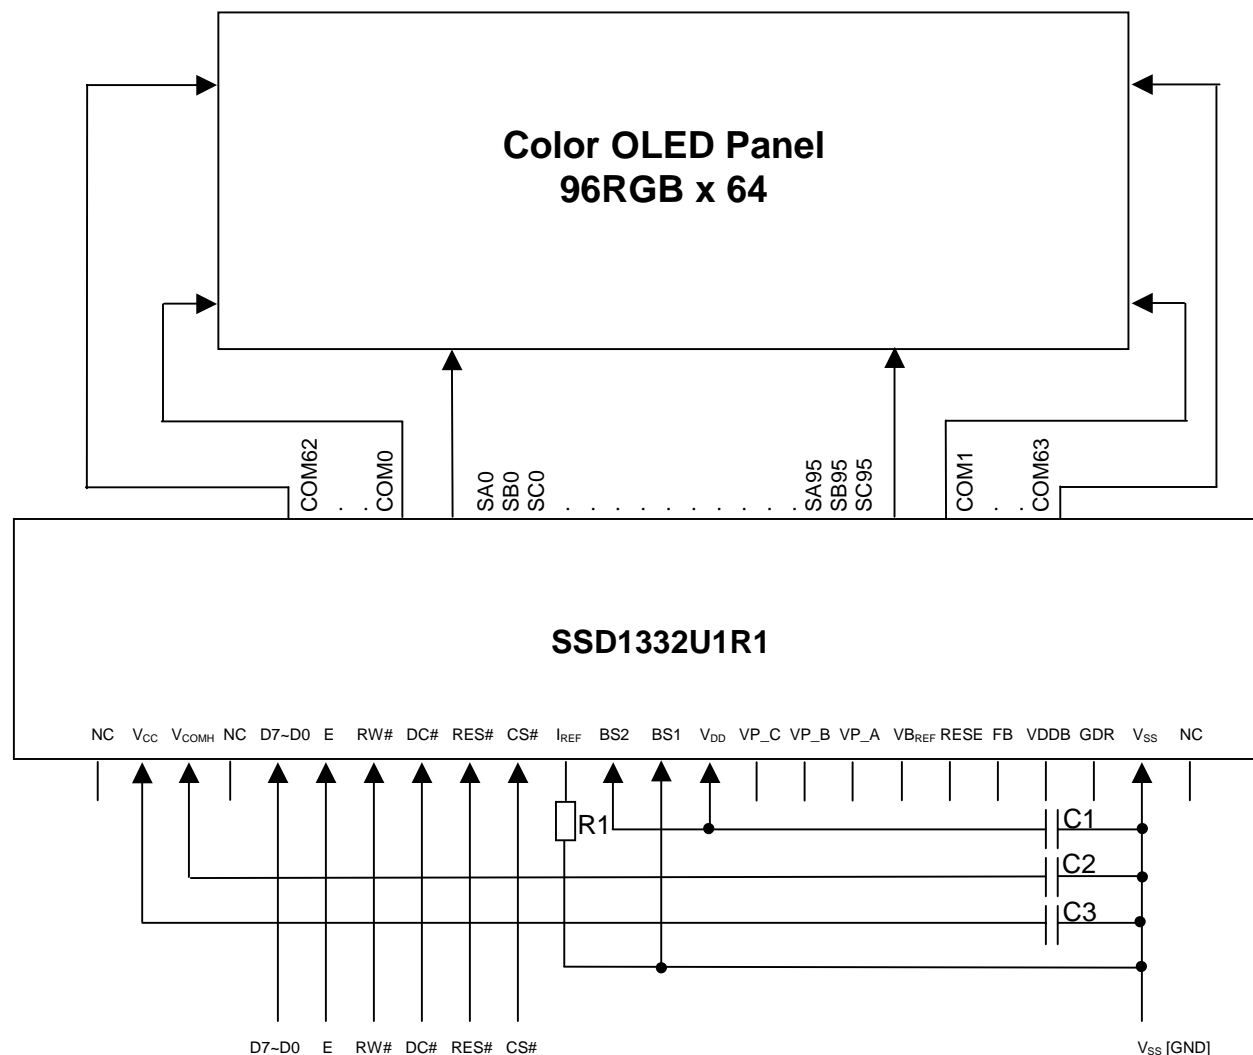 Color OLED Panel
96RGB x 64
COM62 . . COM0 SA0 SB0 SC0 . . . . . . . . . . SA95 SB95 SC95 COM1 . . COM63
SSD1332U1R1
NC VCC VCOMH NC D7~D0 E RW# DC# RES# CS# IREF BS2 BS1 VDD VP_C VP_B VP_A VBREF RESE FB VDDB GDR VSS NC
R1 C1
C2
C3
D7~D0 E RW# DC# RES# CS# VSS [GND]